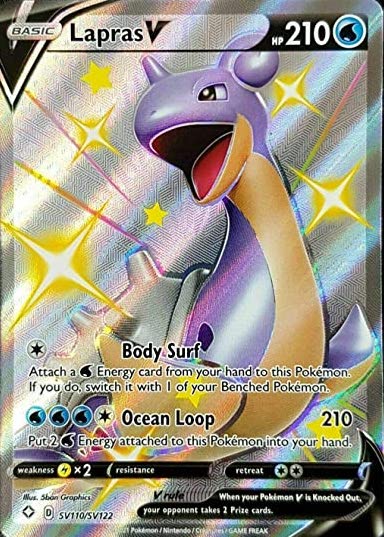 BASIC Lapras V HP 210
Body Surf
Attach a Energy card from your hand to this Pokémon.
If you do, switch it with 1 of your Benched Pokémon.
Ocean Loop 210
Put 2 Energy attached to this Pokémon into your hand.
weakness ×2 resistance retreat
Illus. 5ban Graphics
V rule
When your Pokémon V is Knocked Out,
your opponent takes 2 Prize cards.
D SV110/SV122
21 Pokémon / Nintendo / Creatures / GAME FREAK